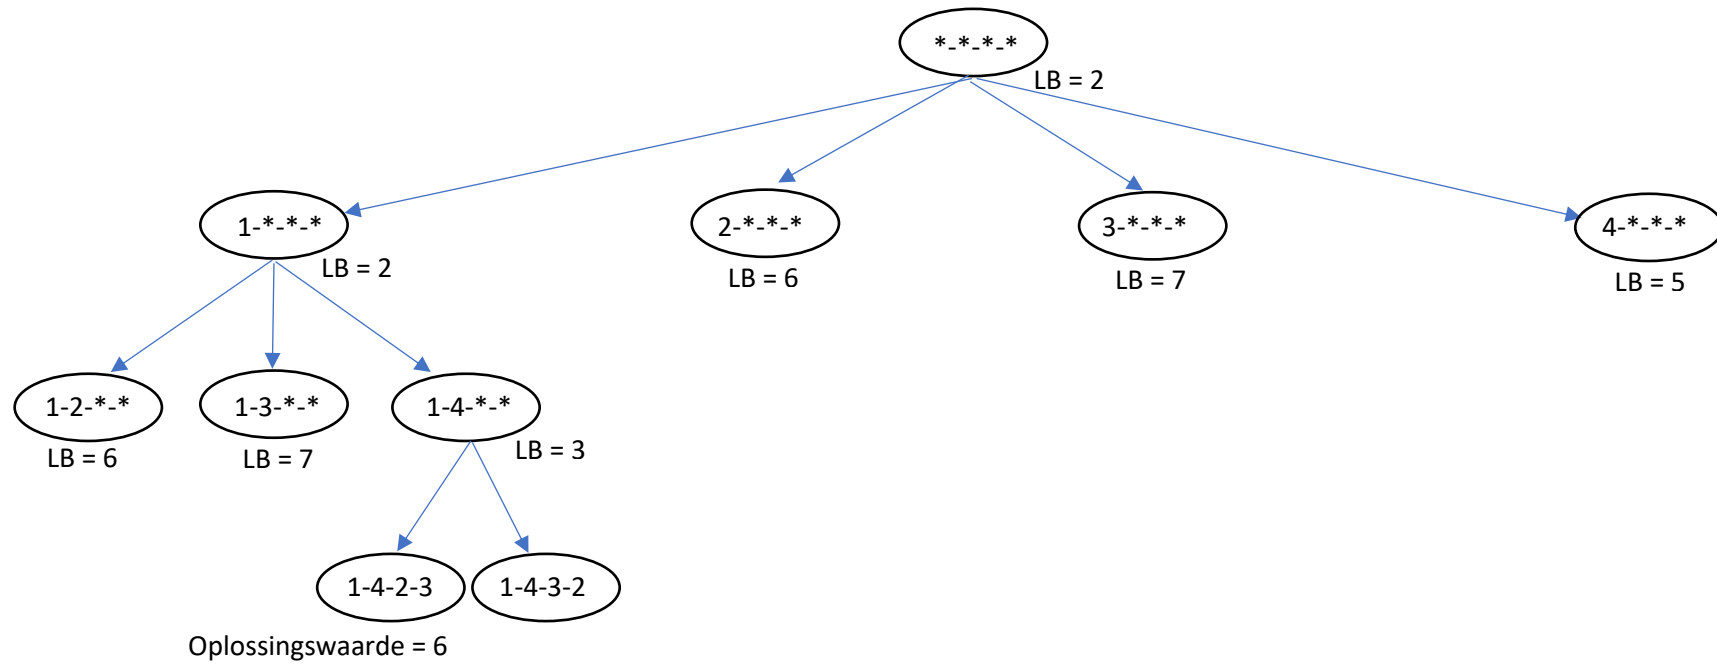 *-*-*-*
LB = 2
1-*-*-*
2-*-*-*
3-*-*-*
4-*-*-*
LB = 2
LB = 6
LB = 7
LB = 5
1-2-*-*
1-3-*-*
1-4-*-*
LB = 6
LB = 7
LB = 3
1-4-2-3
1-4-3-2
Oplossingswaarde = 6